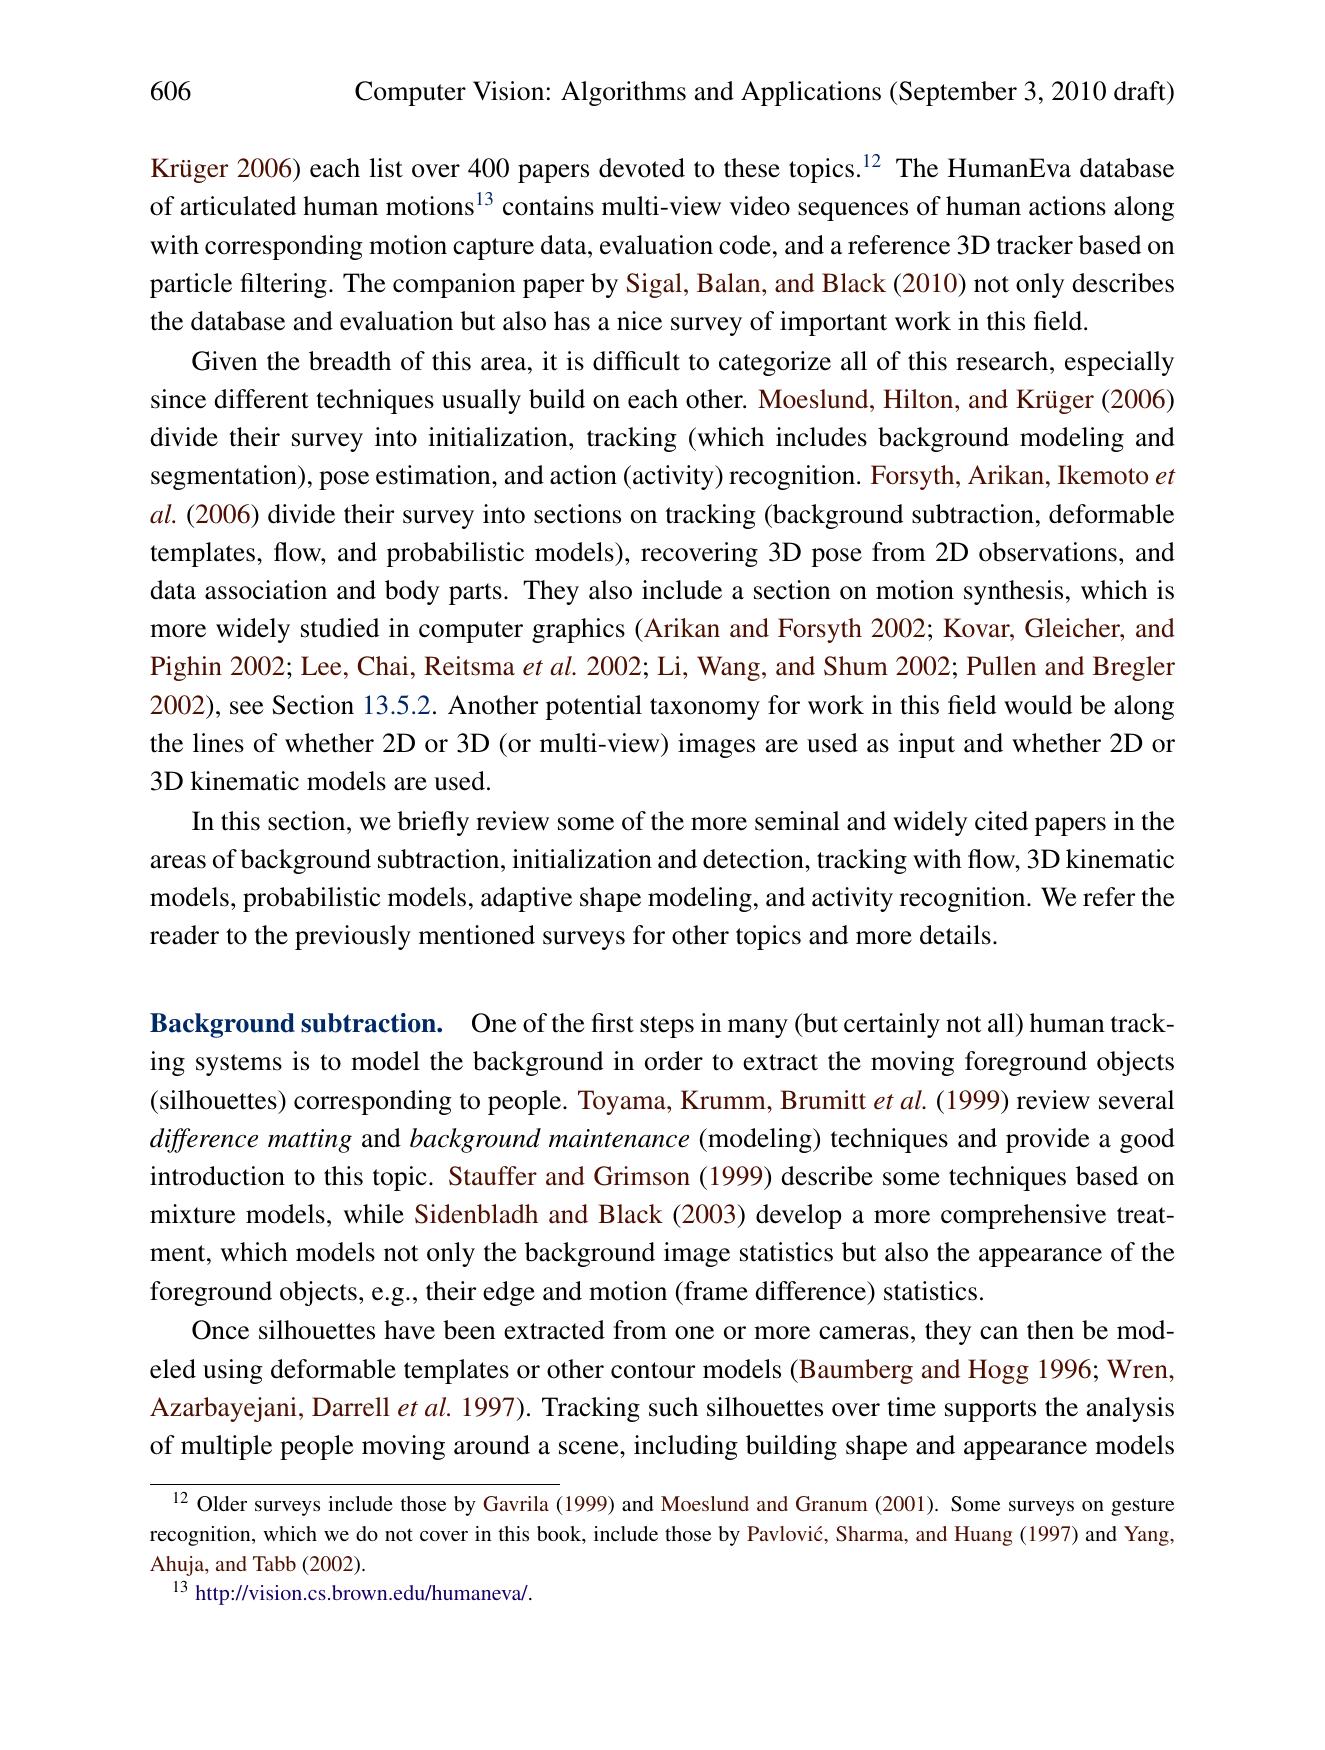 606 Computer Vision: Algorithms and Applications (September 3, 2010 draft)
Krüger 2006) each list over 400 papers devoted to these topics.12 The HumanEva database
of articulated human motions13 contains multi-view video sequences of human actions along
with corresponding motion capture data, evaluation code, and a reference 3D tracker based on
particle filtering. The companion paper by Sigal, Balan, and Black (2010) not only describes
the database and evaluation but also has a nice survey of important work in this field.
Given the breadth of this area, it is difficult to categorize all of this research, especially
since different techniques usually build on each other. Moeslund, Hilton, and Krüger (2006)
divide their survey into initialization, tracking (which includes background modeling and
segmentation), pose estimation, and action (activity) recognition. Forsyth, Arikan, Ikemoto et
al. (2006) divide their survey into sections on tracking (background subtraction, deformable
templates, flow, and probabilistic models), recovering 3D pose from 2D observations, and
data association and body parts. They also include a section on motion synthesis, which is
more widely studied in computer graphics (Arikan and Forsyth 2002; Kovar, Gleicher, and
Pighin 2002; Lee, Chai, Reitsma et al. 2002; Li, Wang, and Shum 2002; Pullen and Bregler
2002), see Section 13.5.2. Another potential taxonomy for work in this field would be along
the lines of whether 2D or 3D (or multi-view) images are used as input and whether 2D or
3D kinematic models are used.
In this section, we briefly review some of the more seminal and widely cited papers in the
areas of background subtraction, initialization and detection, tracking with flow, 3D kinematic
models, probabilistic models, adaptive shape modeling, and activity recognition. We refer the
reader to the previously mentioned surveys for other topics and more details.
Background subtraction. One of the first steps in many (but certainly not all) human track-
ing systems is to model the background in order to extract the moving foreground objects
(silhouettes) corresponding to people. Toyama, Krumm, Brumitt et al. (1999) review several
difference matting and background maintenance (modeling) techniques and provide a good
introduction to this topic. Stauffer and Grimson (1999) describe some techniques based on
mixture models, while Sidenbladh and Black (2003) develop a more comprehensive treat-
ment, which models not only the background image statistics but also the appearance of the
foreground objects, e.g., their edge and motion (frame difference) statistics.
Once silhouettes have been extracted from one or more cameras, they can then be mod-
eled using deformable templates or other contour models (Baumberg and Hogg 1996; Wren,
Azarbayejani, Darrell et al. 1997). Tracking such silhouettes over time supports the analysis
of multiple people moving around a scene, including building shape and appearance models
12 Older surveys include those by Gavrila (1999) and Moeslund and Granum (2001). Some surveys on gesture
recognition, which we do not cover in this book, include those by Pavlović, Sharma, and Huang (1997) and Yang,
Ahuja, and Tabb (2002).
13 http://vision.cs.brown.edu/humaneva/.